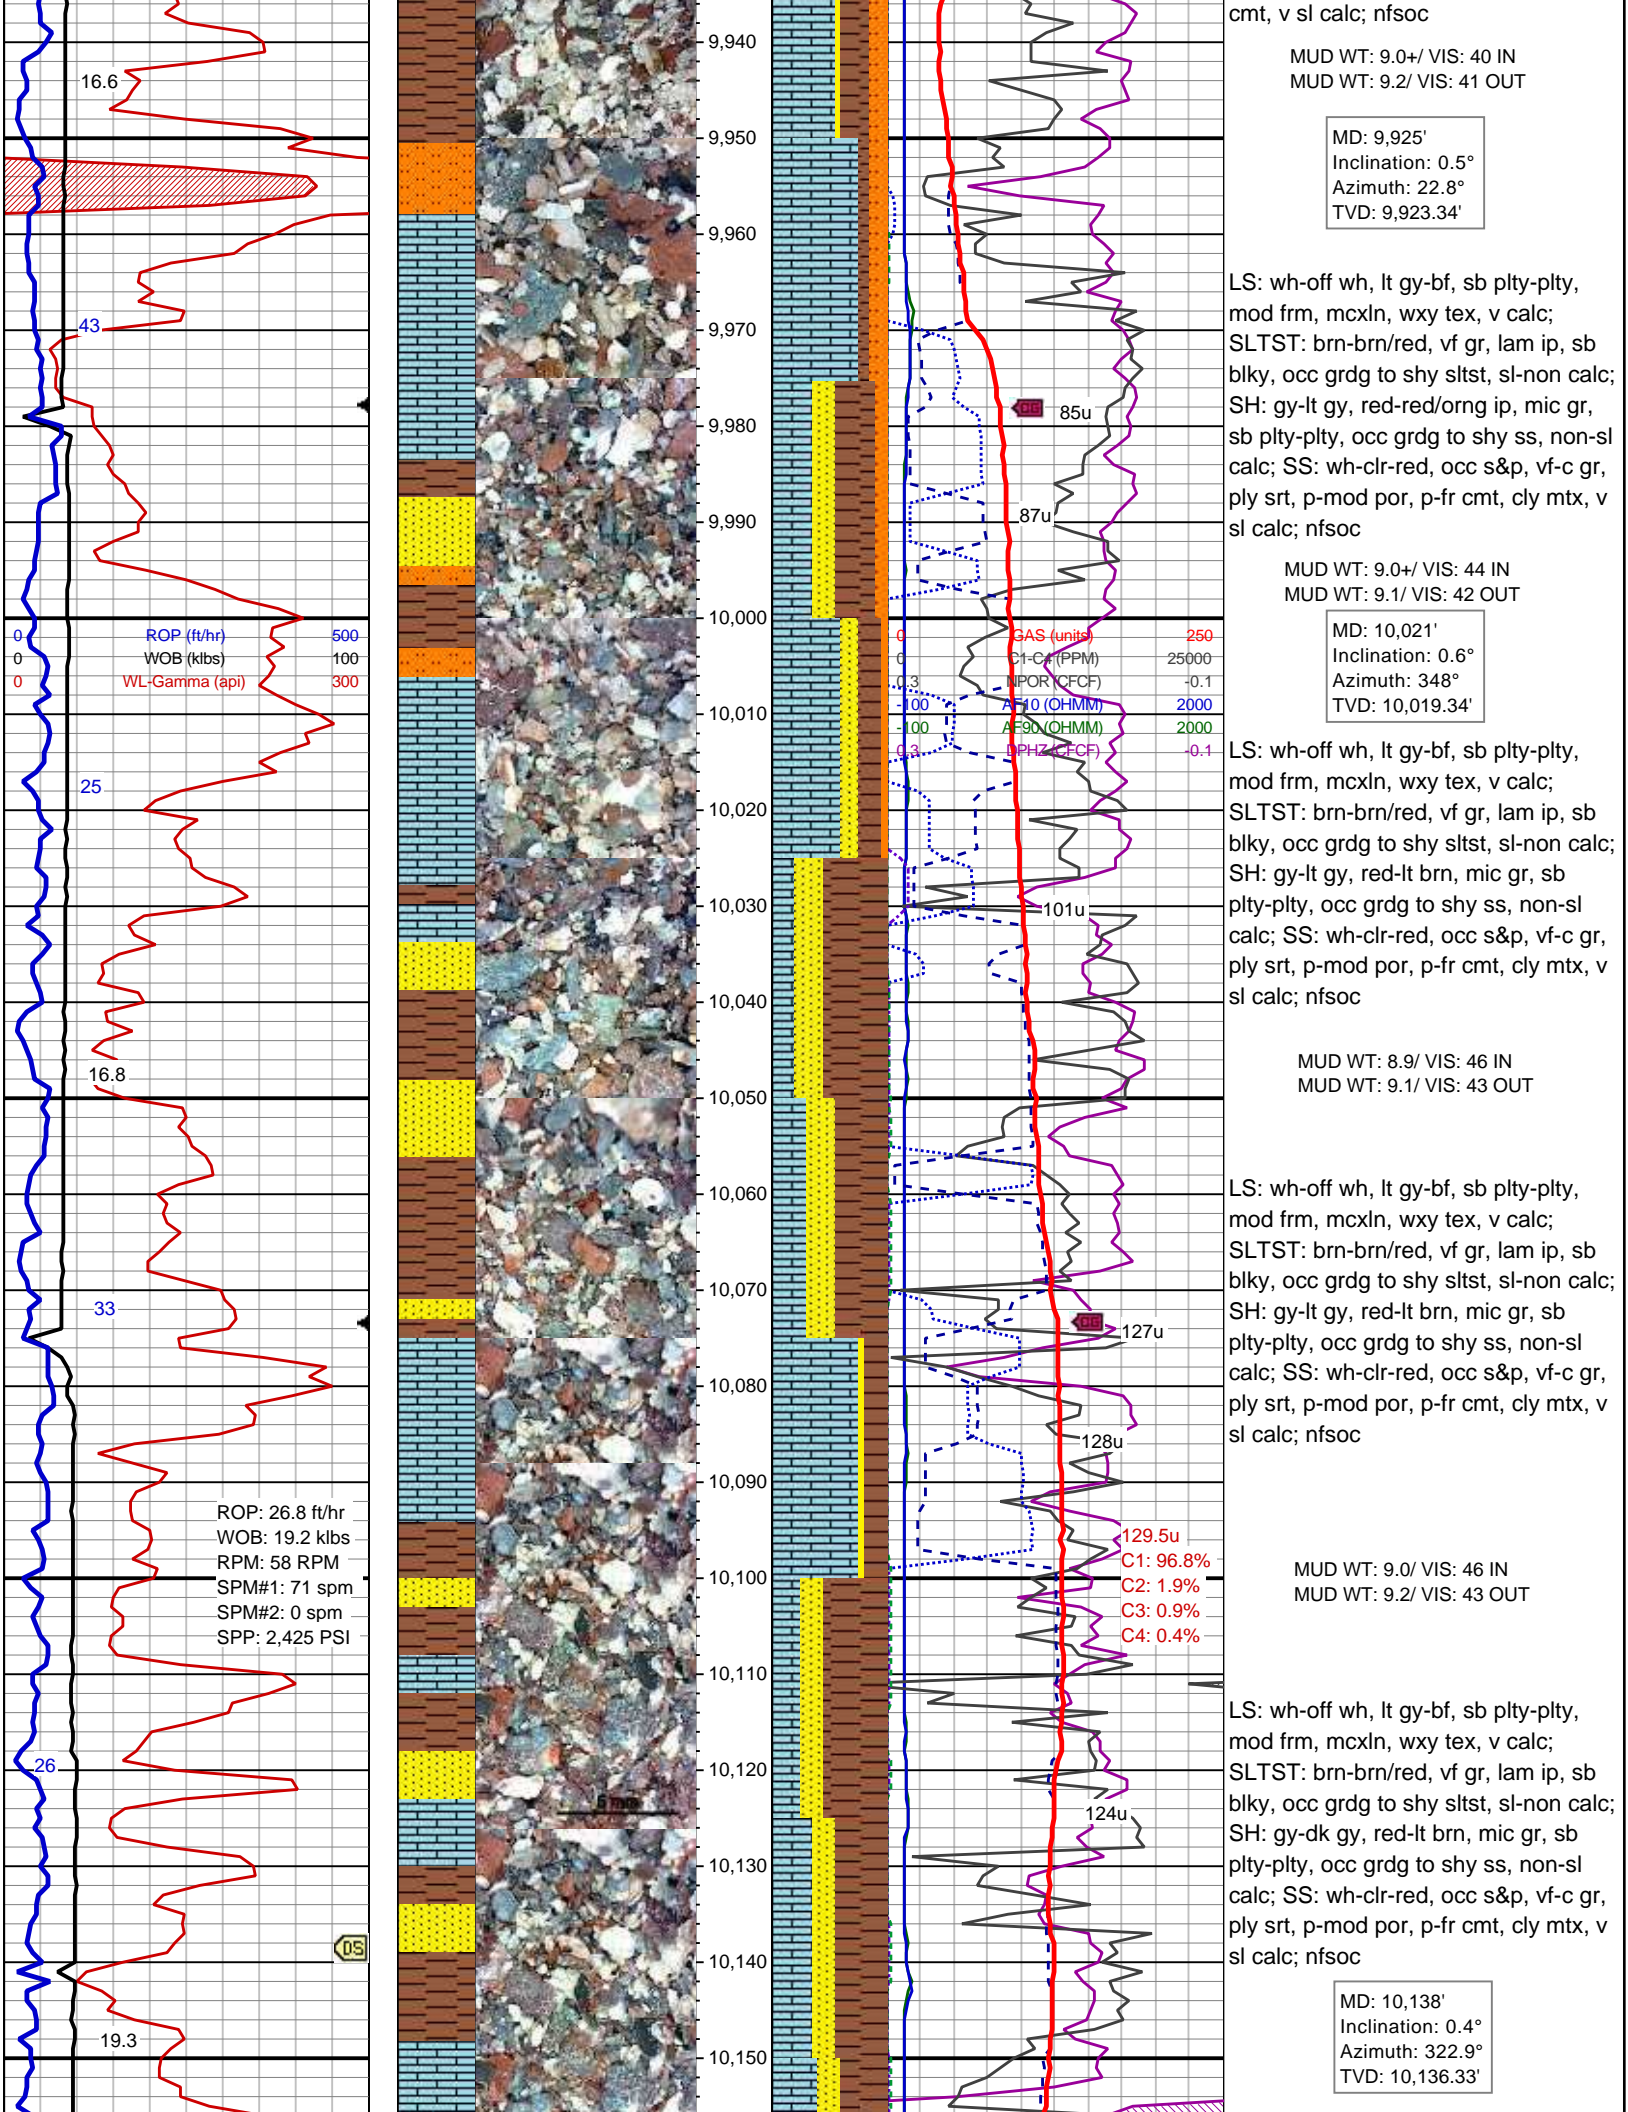 cmt, v sl calc; nfsoc
9,940
MUD WT: 9.0+/ VIS: 40 IN
MUD WT: 9.2/ VIS: 41 OUT
16.6
9,950
MD: 9,925'
Inclination: 0.5°
Azimuth: 22.8°
TVD: 9,923.34'
9,960
LS: wh-off wh, lt gy-bf, sb plty-plty,
mod frm, mcxln, wxy tex, v calc;
SLTST: brn-brn/red, vf gr, lam ip, sb
blky, occ grdg to shy sltst, sl-non calc;
SH: gy-lt gy, red-red/orng ip, mic gr,
sb plty-plty, occ grdg to shy ss, non-sl
calc; SS: wh-clr-red, occ s&p, vf-c gr,
ply srt, p-mod por, p-fr cmt, cly mtx, v
sl calc; nfsoc
43
9,970
CG
85u
9,980
87u
9,990
MUD WT: 9.0+/ VIS: 44 IN
MUD WT: 9.1/ VIS: 42 OUT
10,000
0 ROP (ft/hr) 500
0 WOB (klbs) 100
0 WL-Gamma (api) 300
0 GAS (units) 250
0 C1-C4 (PPM) 25000
0.3 NPOR (CFCF) -0.1
-100 AF10 (OHMM) 2000
-100 AF90 (OHMM) 2000
0.3 DPHZ (CFCF) -0.1
MD: 10,021'
Inclination: 0.6°
Azimuth: 348°
TVD: 10,019.34'
10,010
LS: wh-off wh, lt gy-bf, sb plty-plty,
mod frm, mcxln, wxy tex, v calc;
SLTST: brn-brn/red, vf gr, lam ip, sb
blky, occ grdg to shy sltst, sl-non calc;
SH: gy-lt gy, red-lt brn, mic gr, sb
plty-plty, occ grdg to shy ss, non-sl
calc; SS: wh-clr-red, occ s&p, vf-c gr,
ply srt, p-mod por, p-fr cmt, cly mtx, v
sl calc; nfsoc
25
10,020
10,030
101u
10,040
MUD WT: 8.9/ VIS: 46 IN
MUD WT: 9.1/ VIS: 43 OUT
16.8
10,050
10,060
LS: wh-off wh, lt gy-bf, sb plty-plty,
mod frm, mcxln, wxy tex, v calc;
SLTST: brn-brn/red, vf gr, lam ip, sb
blky, occ grdg to shy sltst, sl-non calc;
SH: gy-lt gy, red-lt brn, mic gr, sb
plty-plty, occ grdg to shy ss, non-sl
calc; SS: wh-clr-red, occ s&p, vf-c gr,
ply srt, p-mod por, p-fr cmt, cly mtx, v
sl calc; nfsoc
10,070
33
CG
127u
10,080
128u
10,090
ROP: 26.8 ft/hr
WOB: 19.2 klbs
RPM: 58 RPM
SPM#1: 71 spm
SPM#2: 0 spm
SPP: 2,425 PSI
129.5u
C1: 96.8%
C2: 1.9%
C3: 0.9%
C4: 0.4%
MUD WT: 9.0/ VIS: 46 IN
MUD WT: 9.2/ VIS: 43 OUT
10,100
10,110
LS: wh-off wh, lt gy-bf, sb plty-plty,
mod frm, mcxln, wxy tex, v calc;
SLTST: brn-brn/red, vf gr, lam ip, sb
blky, occ grdg to shy sltst, sl-non calc;
SH: gy-dk gy, red-lt brn, mic gr, sb
plty-plty, occ grdg to shy ss, non-sl
calc; SS: wh-clr-red, occ s&p, vf-c gr,
ply srt, p-mod por, p-fr cmt, cly mtx, v
sl calc; nfsoc
26
10,120
5 mm
124u
10,130
DS
10,140
MD: 10,138'
Inclination: 0.4°
Azimuth: 322.9°
TVD: 10,136.33'
19.3
10,150